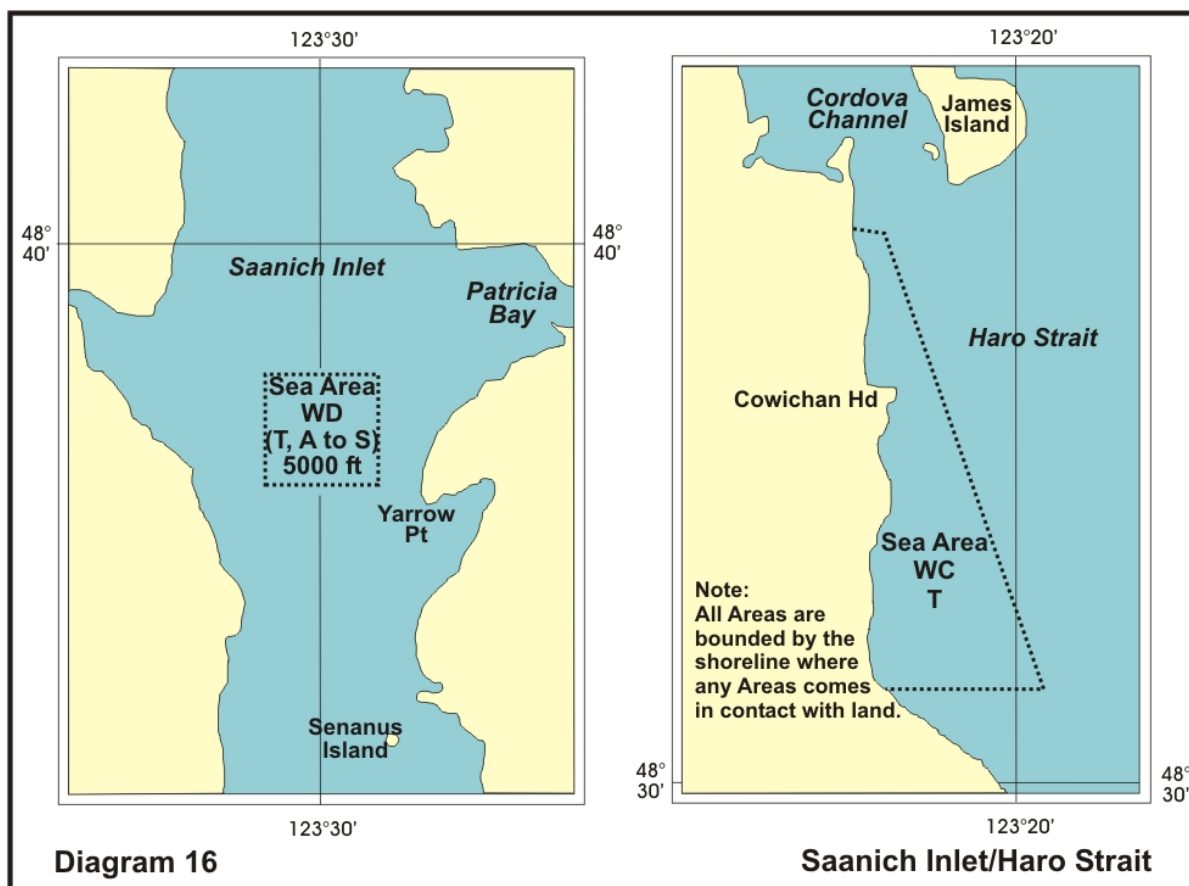 123°30’
48°
40’
48°
40’
Saanich Inlet
Patricia
Bay
Sea Area
WD
(T, A to S)
5000 ft
Yarrow
Pt
Senanus
Island
123°30’
Diagram 16
123°20’
Cordova
Channel
James
Island
Haro Strait
Cowichan Hd
Sea Area
WC
T
Note:
All Areas are
bounded by the
shoreline where
any Areas comes
in contact with land.
48°
30’
48°
30’
123°20’
Saanich Inlet/Haro Strait